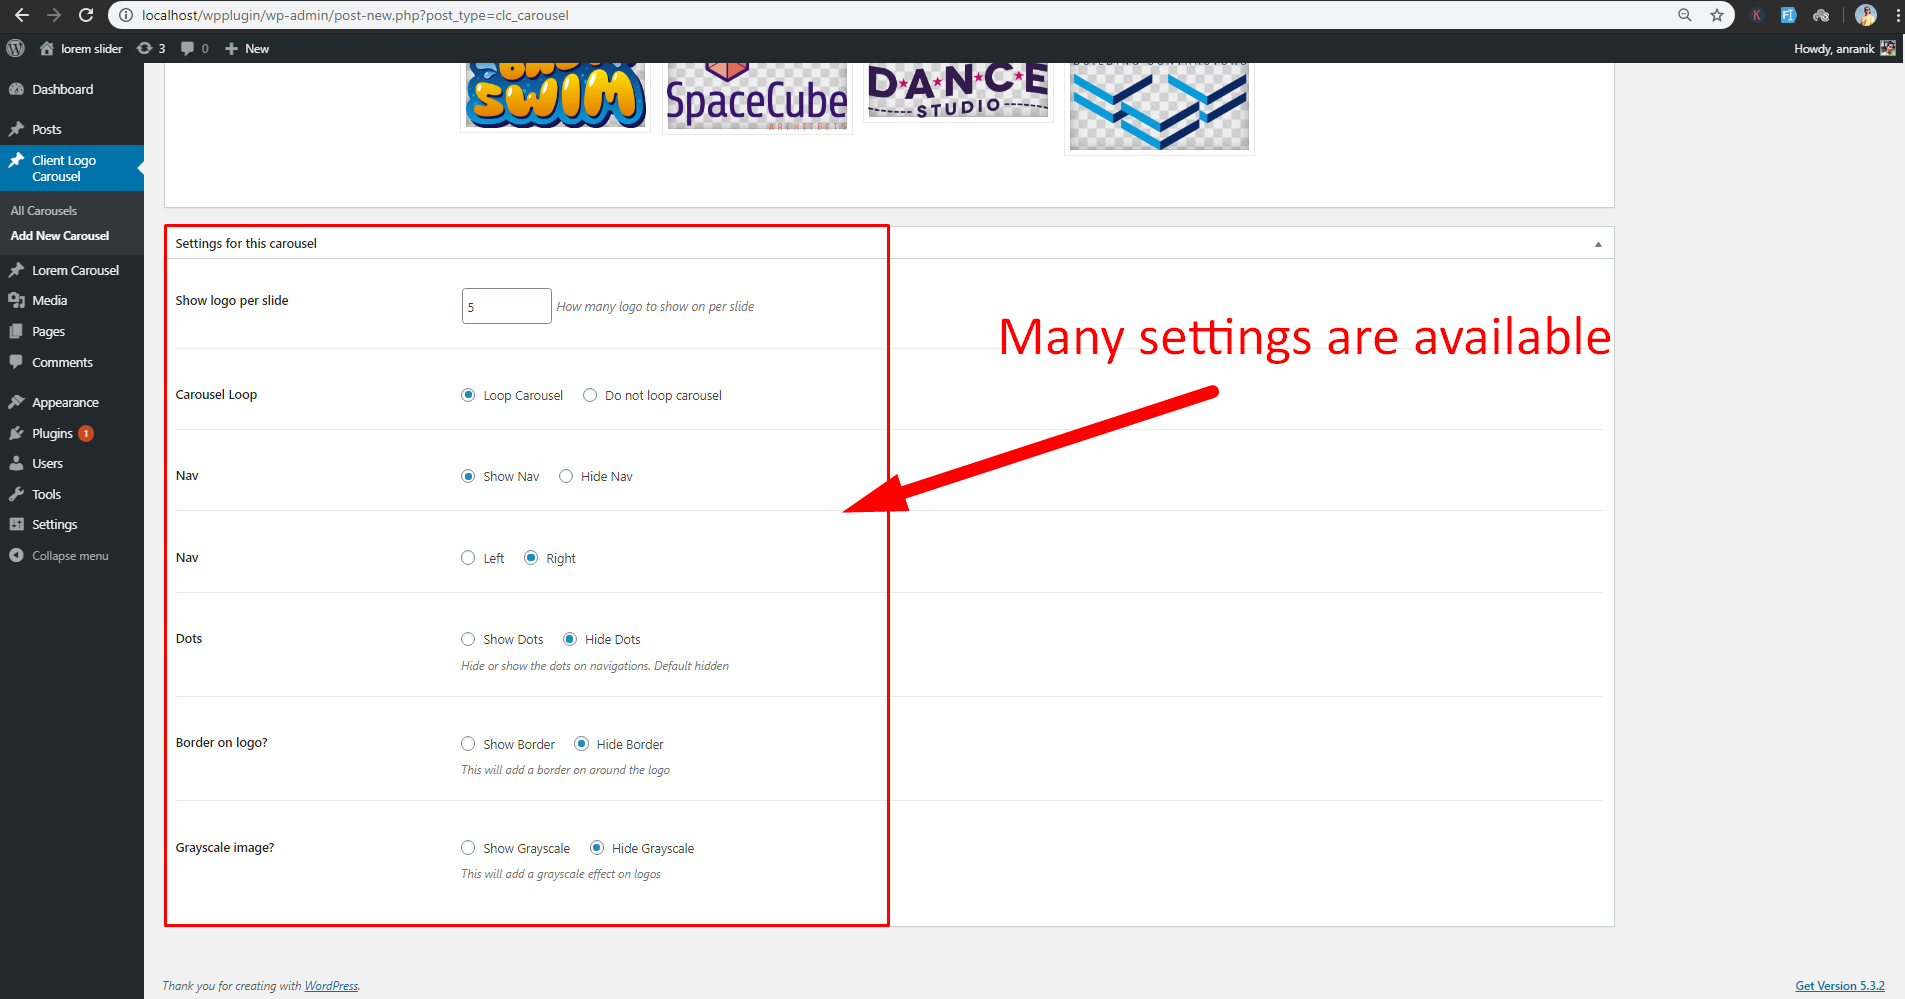 localhost/wpplugin/wp-admin/post-new.php?post_type=clc_carousel
lorem slider 3 0 New Howdy, anranik
Dashboard
Posts
Client Logo
Carousel
All Carousels
Add New Carousel
Lorem Carousel
Media
Pages
Comments
Appearance
Plugins 1
Users
Tools
Settings
Collapse menu
SWIM
SpaceCube
ARCHITECTS
DANCE
STUDIO
Settings for this carousel
Show logo per slide 5 How many logo to show on per slide
Many settings are available
Carousel Loop Loop Carousel Do not loop carousel
Nav Show Nav Hide Nav
Nav Left Right
Dots Show Dots Hide Dots
Hide or show the dots on navigations. Default hidden
Border on logo? Show Border Hide Border
This will add a border on around the logo
Grayscale image? Show Grayscale Hide Grayscale
This will add a grayscale effect on logos
Thank you for creating with WordPress. Get Version 5.3.2